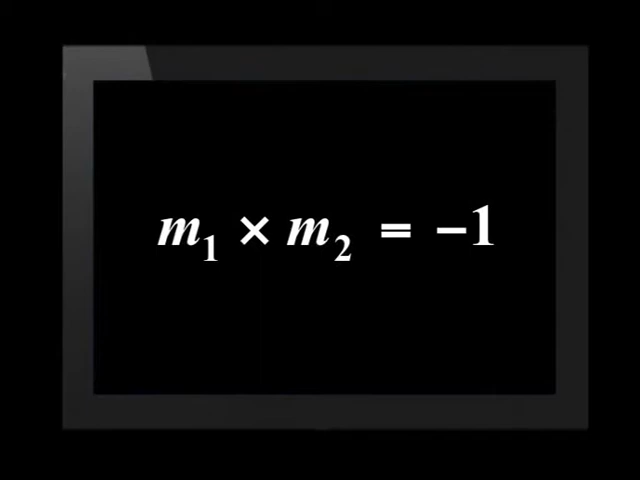 m₁ × m₂ = −1